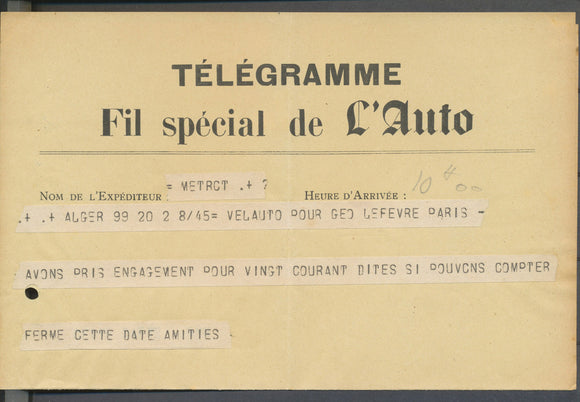 TÉLÉGRAMME
Fil spécial de L'Auto
= METRCT .+ ?
NOM DE L'EXPÉDITEUR HEURE D'ARRIVÉE : 10 H 00
.+ .+ ALGER 99 20 2 8/45= VELAUTO POUR GEO LEFEVRE PARIS -
AVONS PRIS ENGAGEMENT POUR VINGT COURANT DITES SI POUVCNS COMPTER
FERME CETTE DATE AMITIES